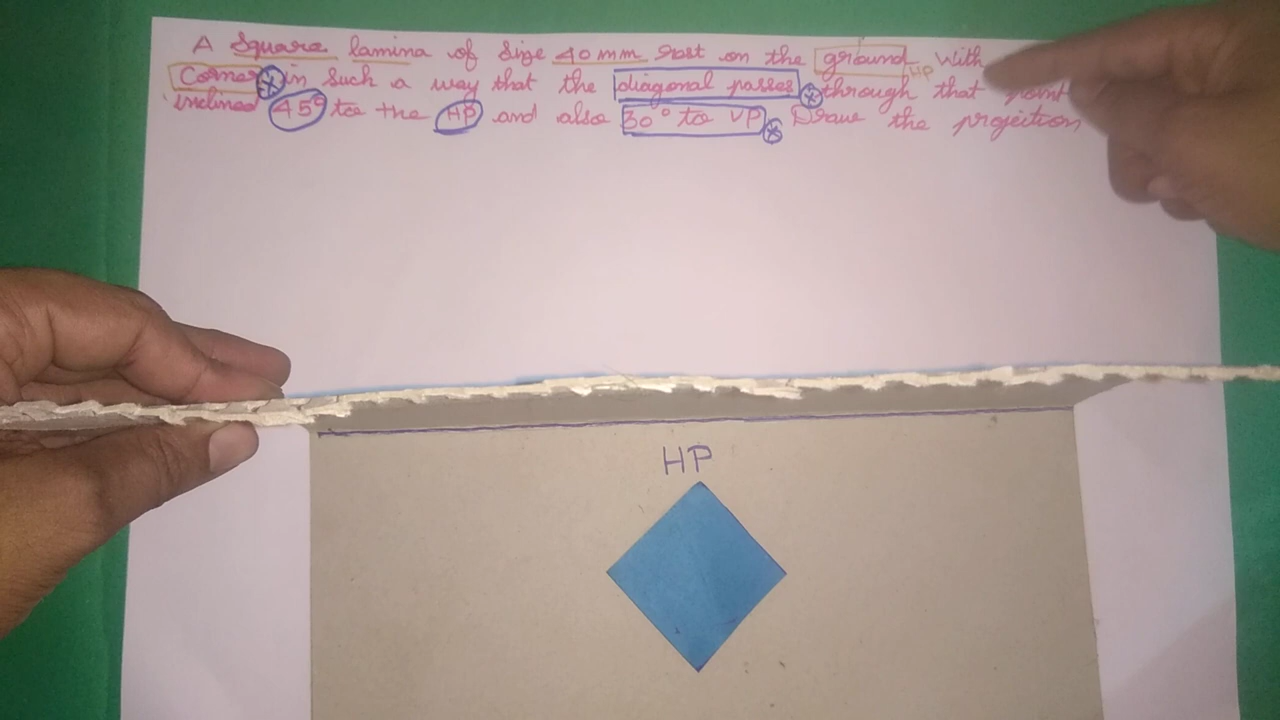 A Square lamina of size 40 mm rest on the ground HP With
Corner in such a way that the diagonal passes through that point
inclined 45° to the HP and also 30° to VP. Draw the projection
HP